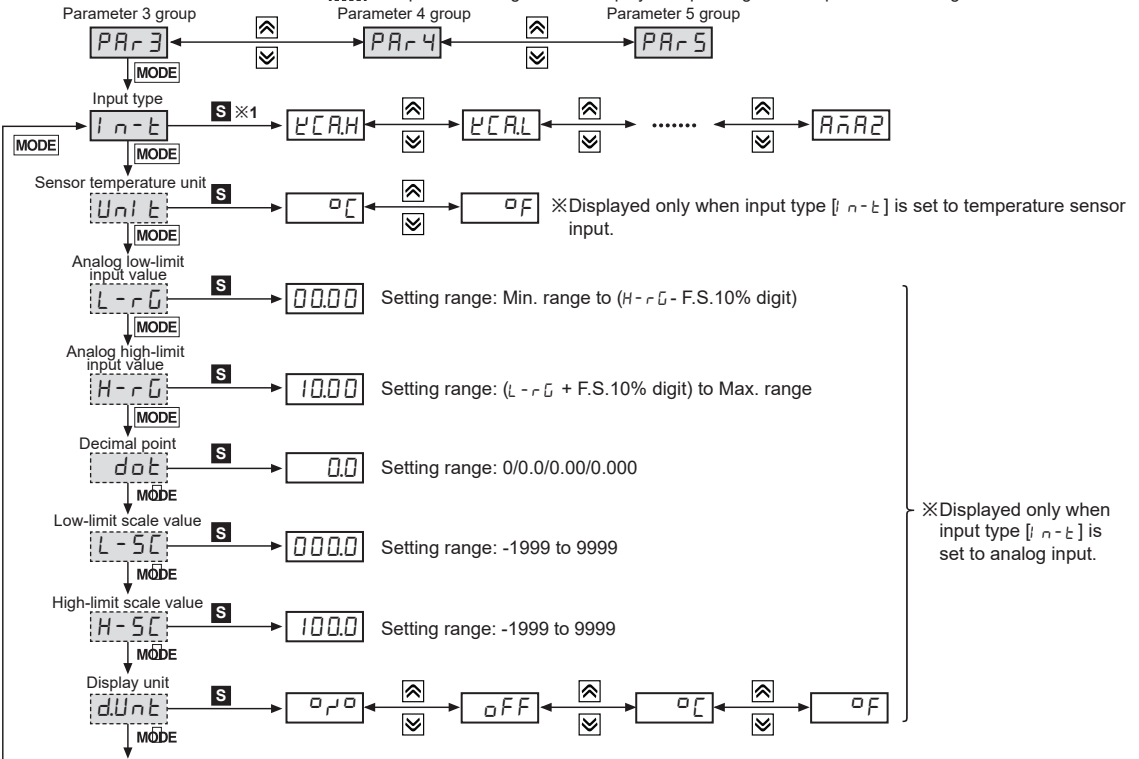 Parameter 3 group Parameter 4 group Parameter 5 group
PAr3 PAr4 PAr5
MODE
Input type
In-t S ※1 KCA.H KCA.L ....... AMA2
MODE
MODE
Sensor temperature unit
UnIt S °C °F ※Displayed only when input type [In-t] is set to temperature sensor
input.
MODE
Analog low-limit
input value
L-rG S 00.00 Setting range: Min. range to (H-rG- F.S.10% digit)
MODE
Analog high-limit
input value
H-rG S 10.00 Setting range: (L-rG + F.S.10% digit) to Max. range
MODE
Decimal point
dot S 0.0 Setting range: 0/0.0/0.00/0.000
MODE
※Displayed only when
input type [In-t] is
set to analog input.
Low-limit scale value
L-SC S 000.0 Setting range: -1999 to 9999
MODE
High-limit scale value
H-SC S 100.0 Setting range: -1999 to 9999
MODE
Display unit
d.Unt S °/o oFF °C °F
MODE